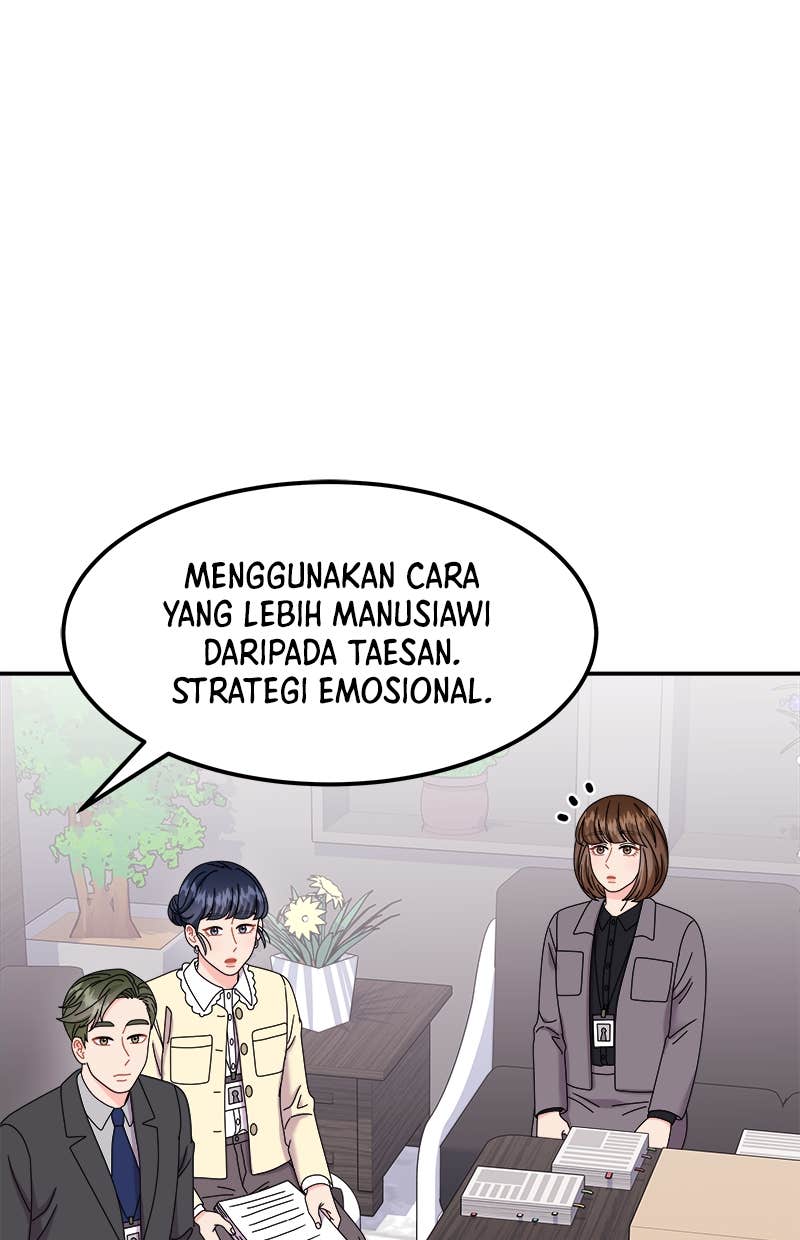 MENGGUNAKAN CARA
YANG LEBIH MANUSIAWI
DARIPADA TAESAN.
STRATEGI EMOSIONAL.